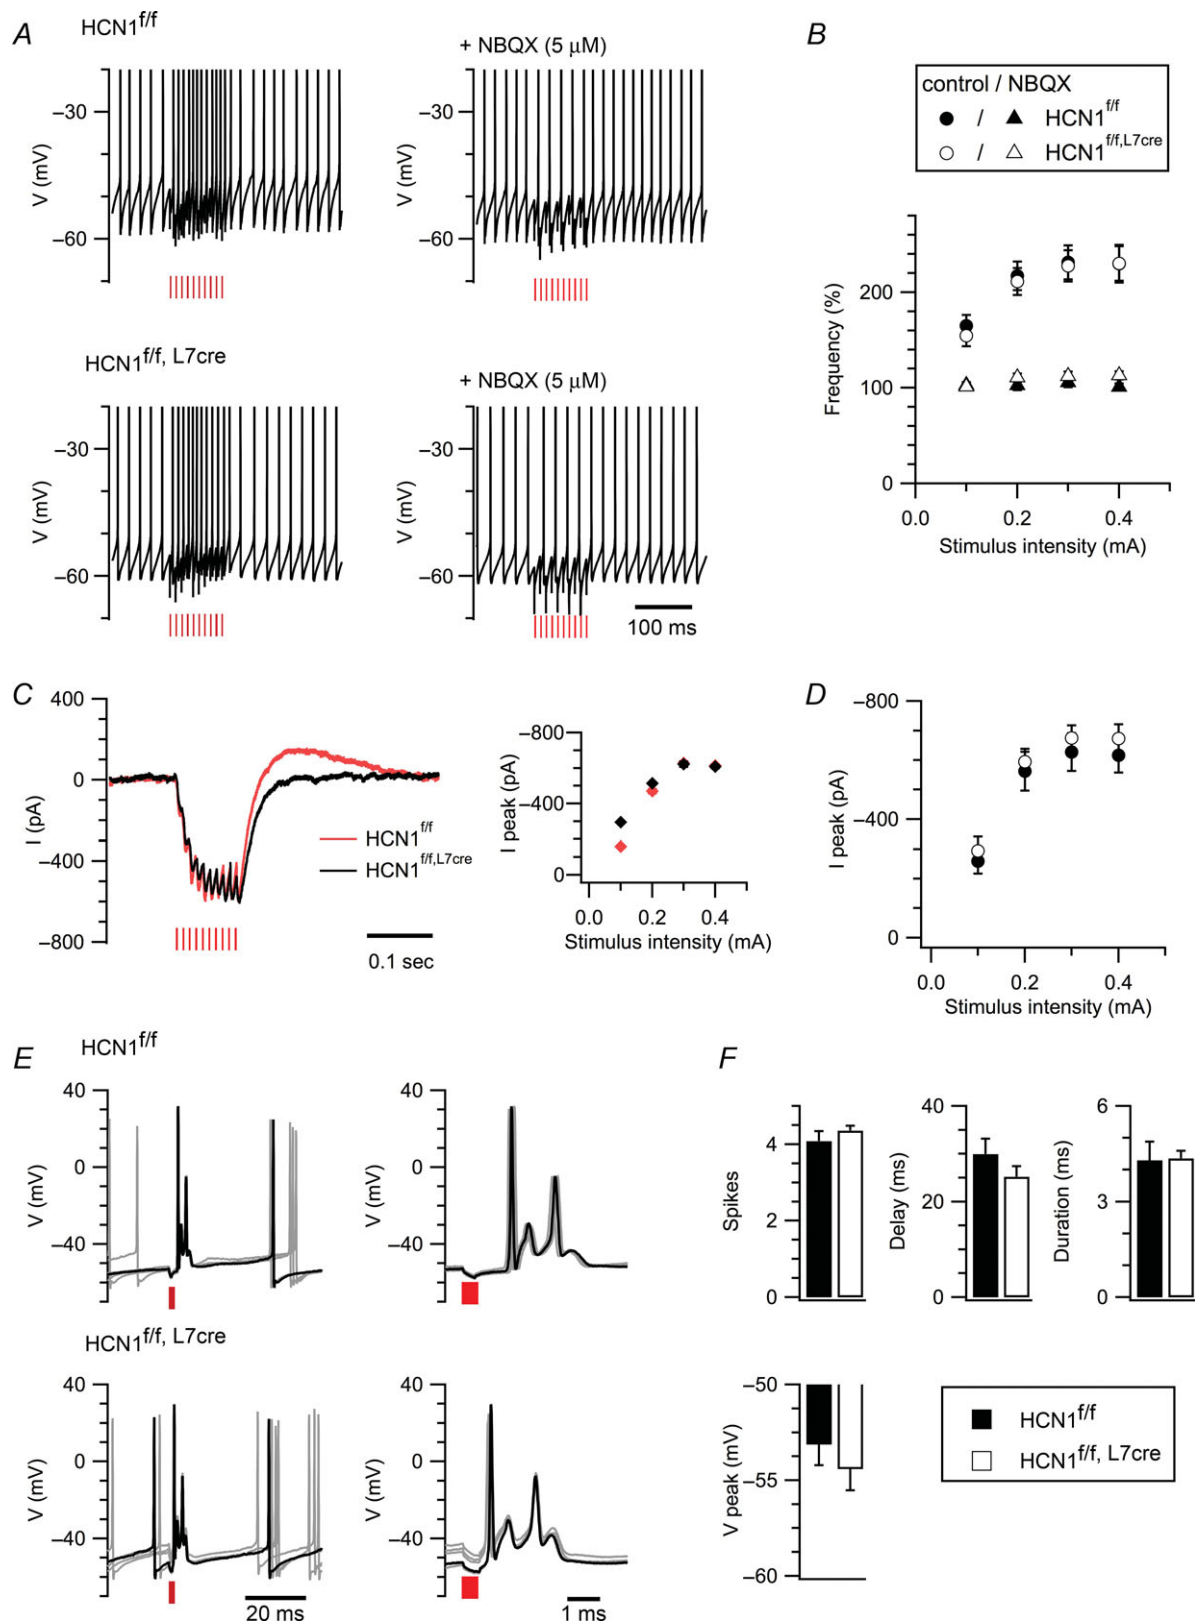 A
HCN1f/f
+ NBQX (5 µM)
−30
−60
V (mV)
−30
−60
V (mV)
HCN1f/f, L7cre
+ NBQX (5 µM)
−30
−60
V (mV)
−30
−60
V (mV)
100 ms
B
control / NBQX
/ HCN1f/f
/ HCN1f/f,L7cre
Frequency (%)
200
100
0
0.0 0.2 0.4
Stimulus intensity (mA)
C
400
0
−400
−800
I (pA)
HCN1f/f
HCN1f/f,L7cre
0.1 sec
I peak (pA)
−800
−400
0
0.0 0.2 0.4
Stimulus intensity (mA)
D
I peak (pA)
−800
−400
0
0.0 0.2 0.4
Stimulus intensity (mA)
E
HCN1f/f
40
0
−40
V (mV)
40
0
−40
V (mV)
HCN1f/f, L7cre
40
0
−40
V (mV)
40
0
−40
V (mV)
20 ms
1 ms
F
Spikes
4
2
0
Delay (ms)
40
20
0
Duration (ms)
6
3
0
V peak (mV)
−50
−55
−60
HCN1f/f
HCN1f/f, L7cre